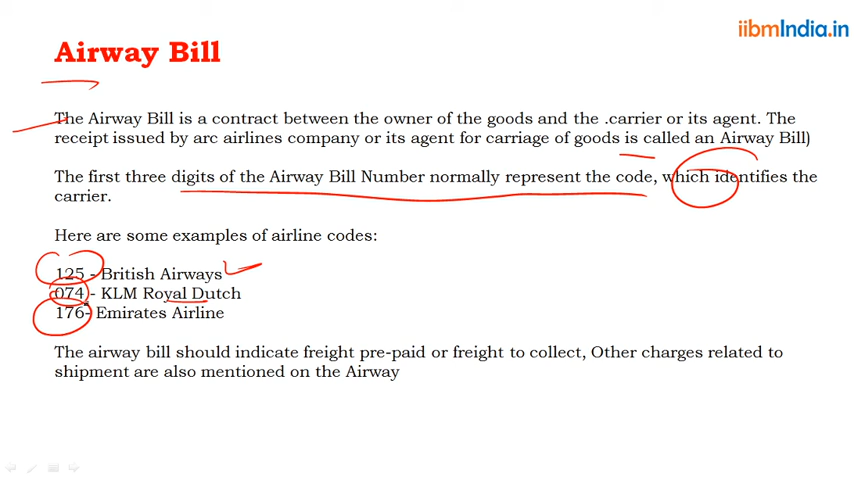 iibmIndia.in
Airway Bill
The Airway Bill is a contract between the owner of the goods and the .carrier or its agent. The
receipt issued by arc airlines company or its agent for carriage of goods is called an Airway Bill)
The first three digits of the Airway Bill Number normally represent the code, which identifies the
carrier.
Here are some examples of airline codes:
125 - British Airways
074 - KLM Royal Dutch
176- Emirates Airline
The airway bill should indicate freight pre-paid or freight to collect, Other charges related to
shipment are also mentioned on the Airway